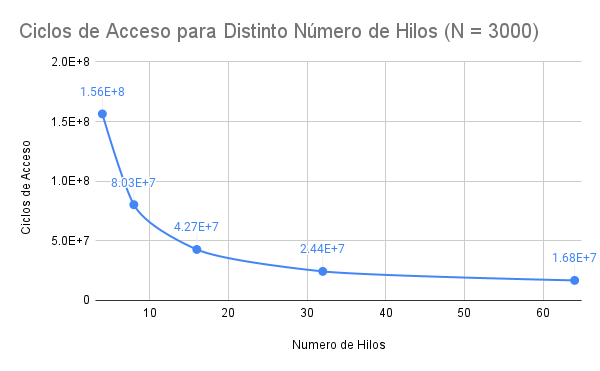 Ciclos de Acceso para Distinto Número de Hilos (N = 3000)
2.0E+8
1.56E+8
1.5E+8
8.03E+7
1.0E+8
4.27E+7
2.44E+7
1.68E+7
5.0E+7
0
10
20
30
40
50
60
Ciclos de Acceso
Numero de Hilos